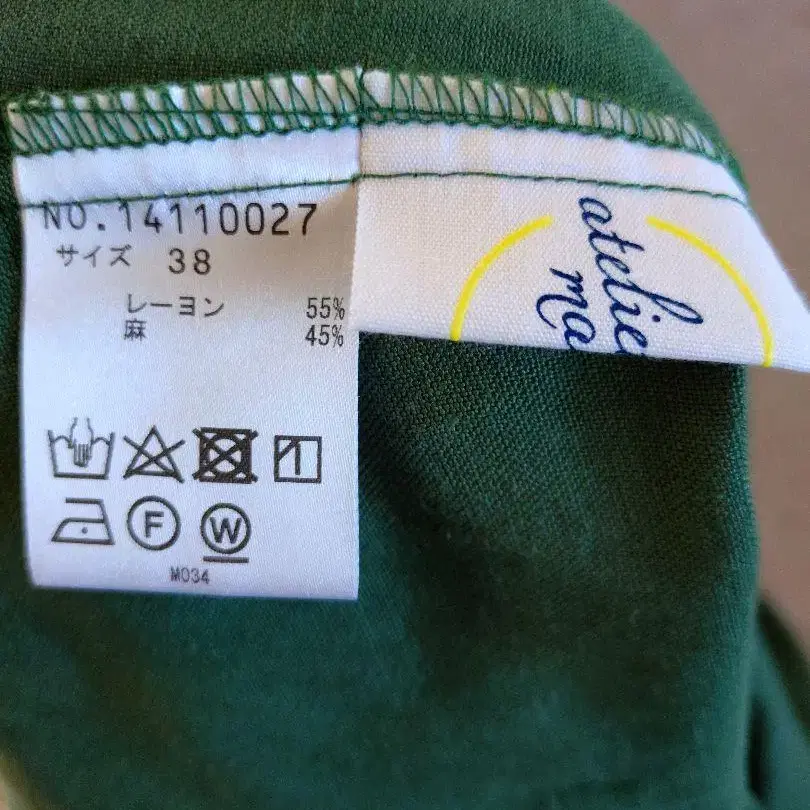 NO.14110027
サイズ 38
レーヨン 55%
麻 45%
F W
M034
atelie
ma